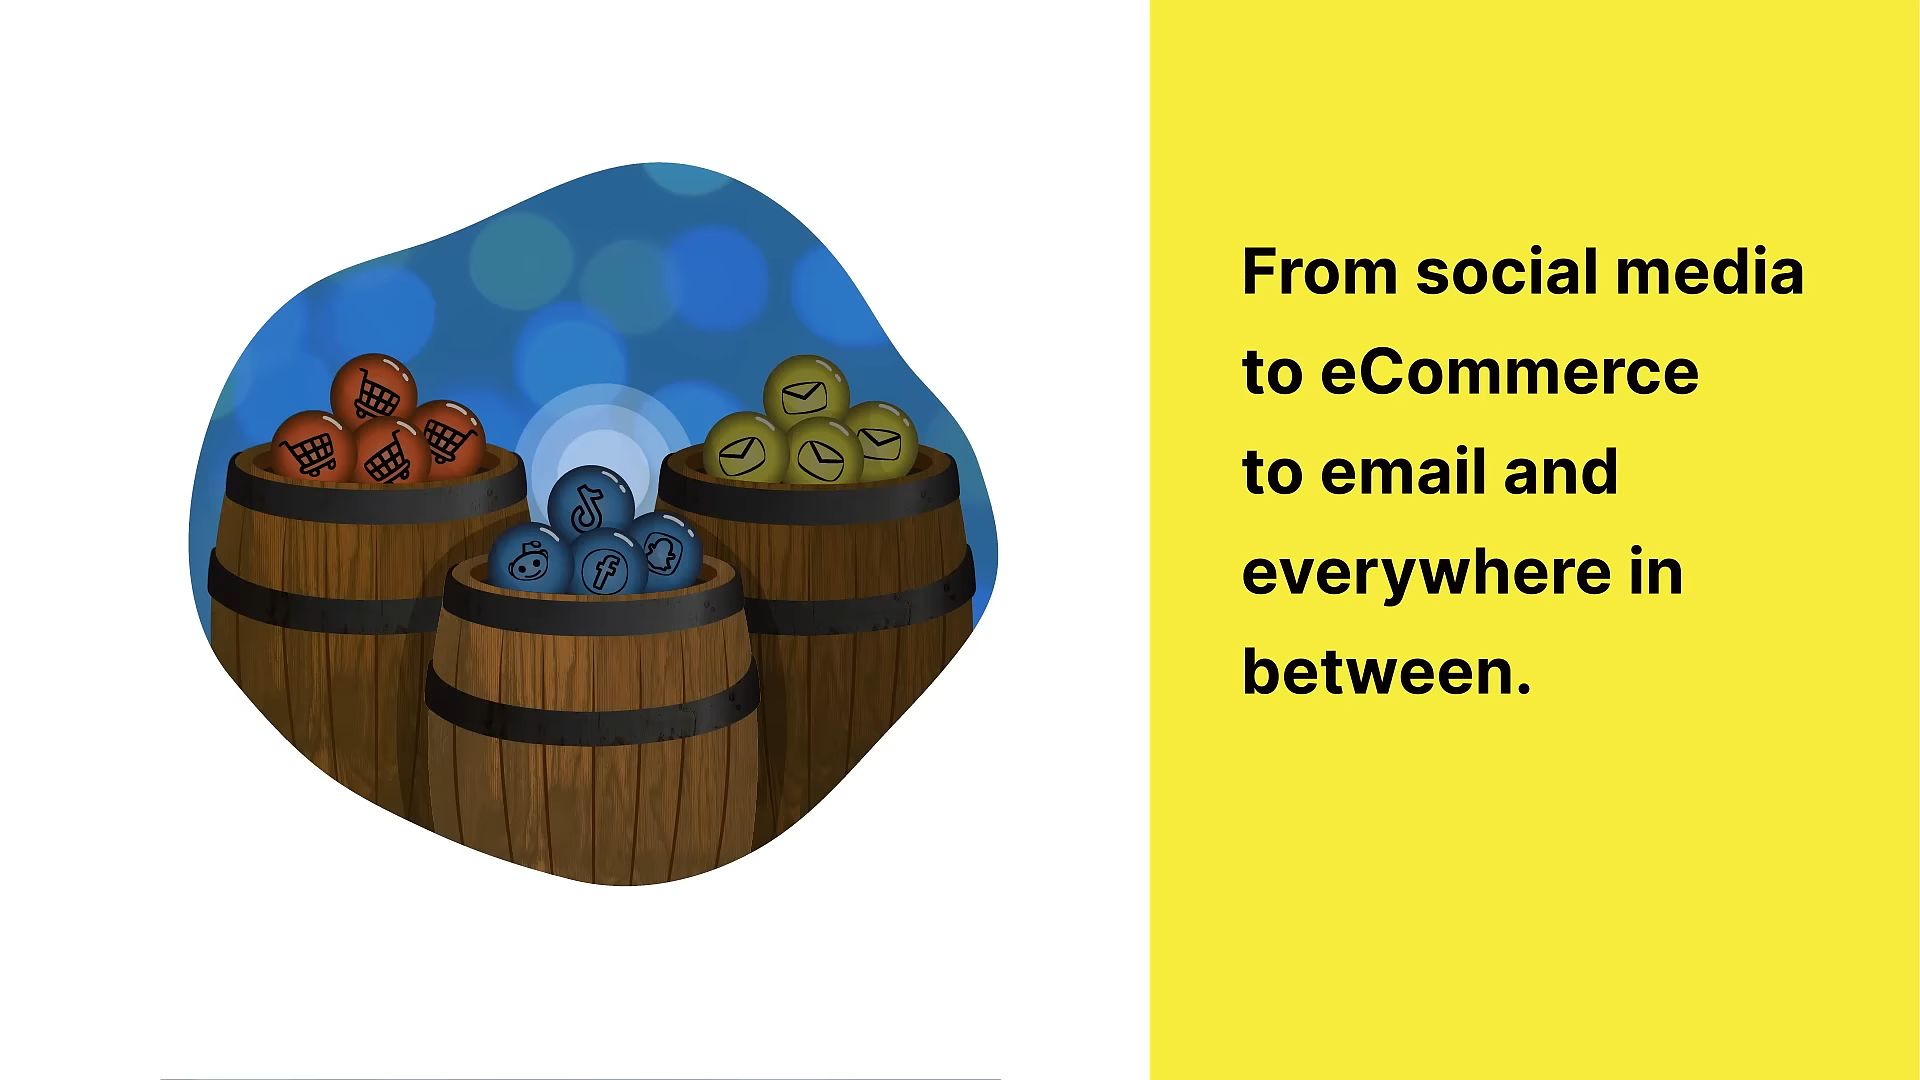 From social media
to eCommerce
to email and
everywhere in
between.